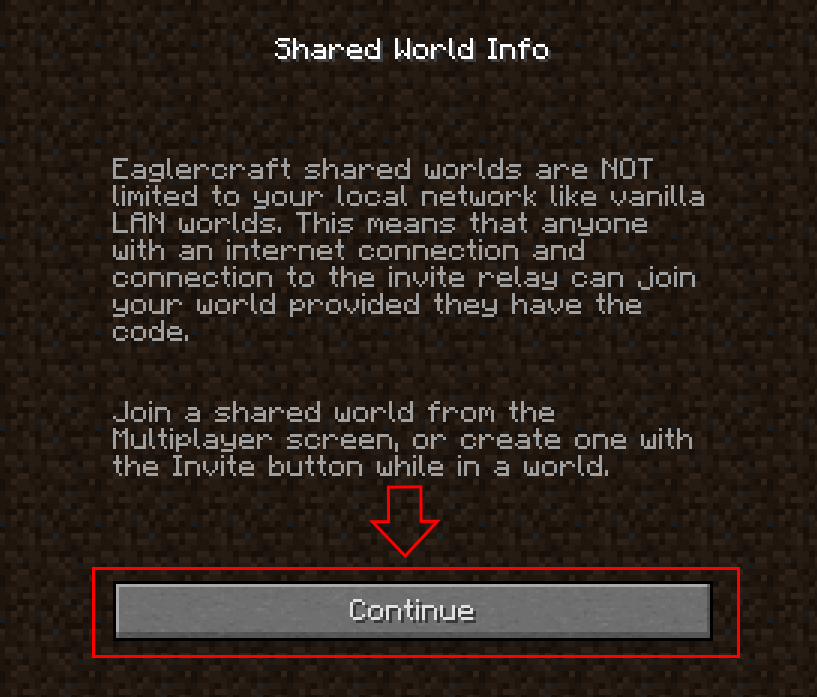 Shared World Info
Eaglercraft shared worlds are NOT
limited to your local network like vanilla
LAN worlds. This means that anyone
with an internet connection and
connection to the invite relay can join
your world provided they have the
code.
Join a shared world from the
Multiplayer screen, or create one with
the Invite button while in a world.
Continue